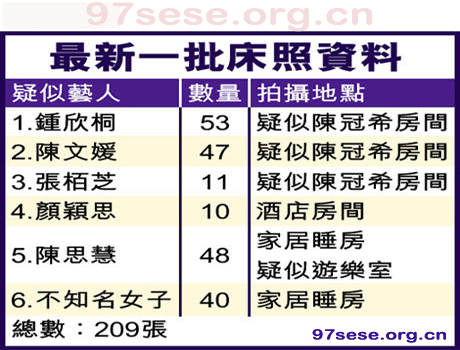 97sese.org.cn
最新一批床照資料
疑似藝人 數量 拍攝地點
1.鍾欣桐 53 疑似陳冠希房間
2.陳文媛 47 疑似陳冠希房間
3.張栢芝 11 疑似陳冠希房間
4.顏穎思 10 酒店房間
5.陳思慧 48 家居睡房
疑似遊樂室
6.不知名女子 40 家居睡房
總數：209張
97sese.org.cn